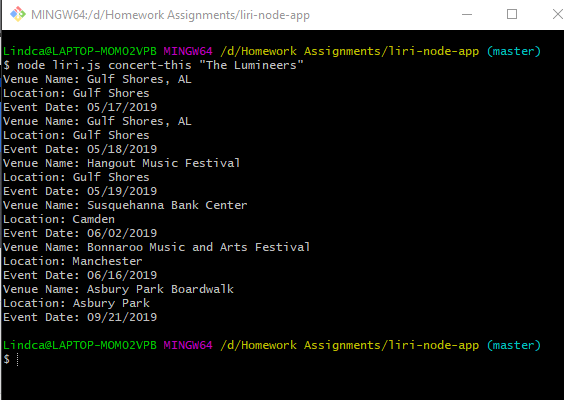 MINGW64:/d/Homework Assignments/liri-node-app
Lindca@LAPTOP-MOMO2VPB MINGW64 /d/Homework Assignments/liri-node-app (master)
$ node liri.js concert-this "The Lumineers"
Venue Name: Gulf Shores, AL
Location: Gulf Shores
Event Date: 05/17/2019
Venue Name: Gulf Shores, AL
Location: Gulf Shores
Event Date: 05/18/2019
Venue Name: Hangout Music Festival
Location: Gulf Shores
Event Date: 05/19/2019
Venue Name: Susquehanna Bank Center
Location: Camden
Event Date: 06/02/2019
Venue Name: Bonnaroo Music and Arts Festival
Location: Manchester
Event Date: 06/16/2019
Venue Name: Asbury Park Boardwalk
Location: Asbury Park
Event Date: 09/21/2019
Lindca@LAPTOP-MOMO2VPB MINGW64 /d/Homework Assignments/liri-node-app (master)
$